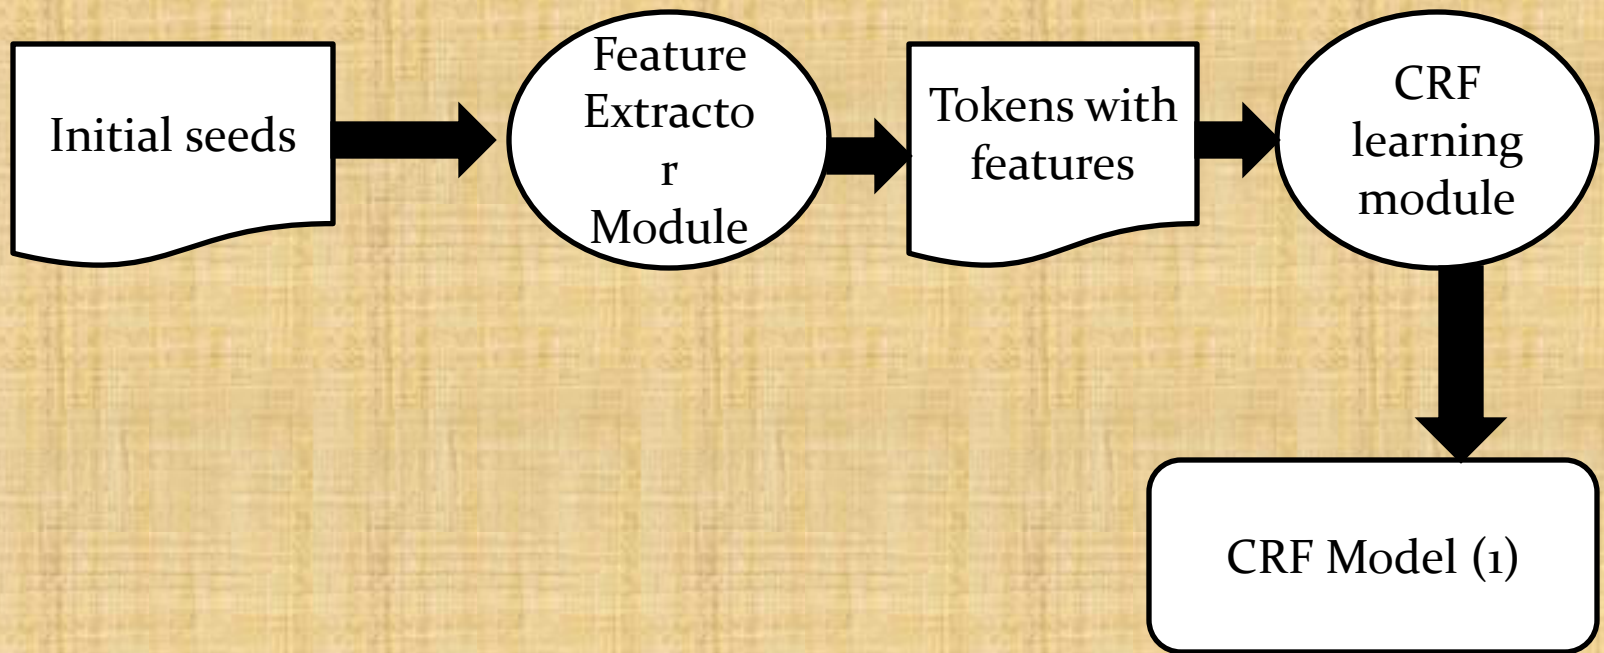 Initial seeds
Feature
Extracto
r
Module
Tokens with
features
CRF
learning
module
CRF Model (1)